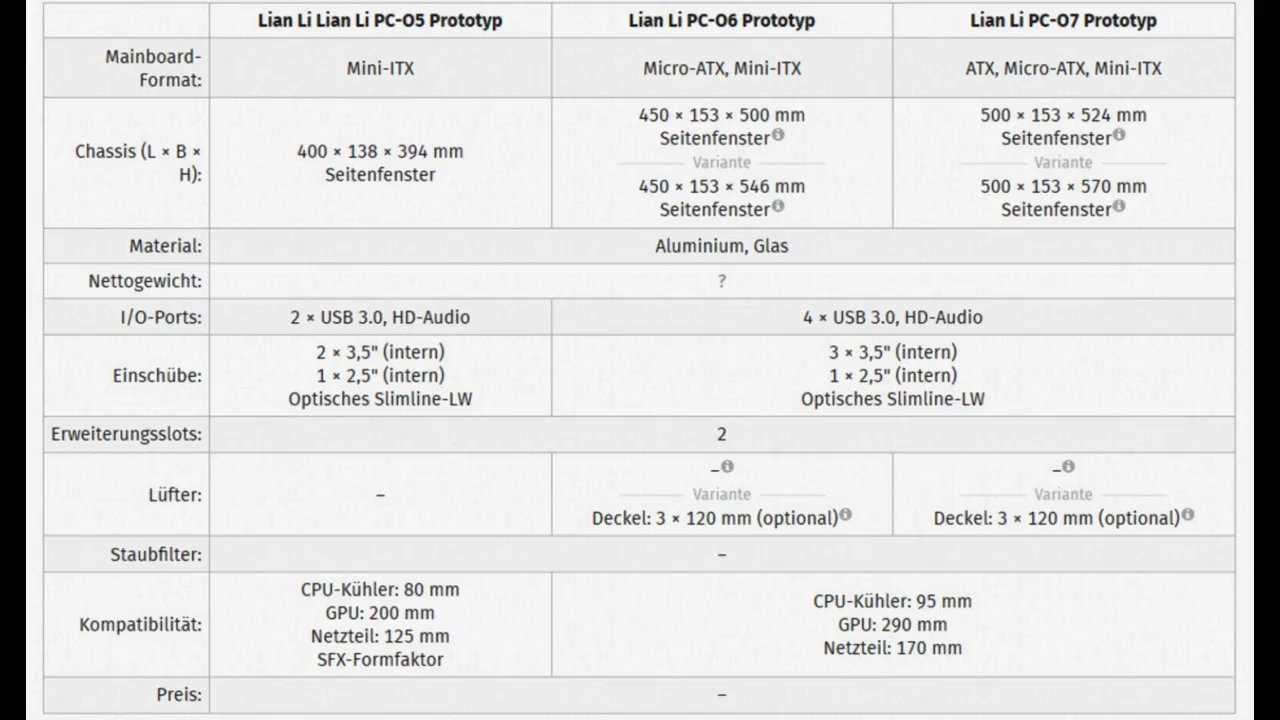 Lian Li Lian Li PC-O5 Prototyp
Lian Li PC-O6 Prototyp
Lian Li PC-O7 Prototyp
Mainboard-
Format:
Mini-ITX
Micro-ATX, Mini-ITX
ATX, Micro-ATX, Mini-ITX
Chassis (L × B ×
H):
400 × 138 × 394 mm
Seitenfenster
450 × 153 × 500 mm
Seitenfenster
Variante
450 × 153 × 546 mm
Seitenfenster
500 × 153 × 524 mm
Seitenfenster
Variante
500 × 153 × 570 mm
Seitenfenster
Material:
Aluminium, Glas
Nettogewicht:
?
I/O-Ports:
2 × USB 3.0, HD-Audio
4 × USB 3.0, HD-Audio
Einschübe:
2 × 3,5" (intern)
1 × 2,5" (intern)
Optisches Slimline-LW
3 × 3,5" (intern)
1 × 2,5" (intern)
Optisches Slimline-LW
Erweiterungsslots:
2
Lüfter:
–
–
Variante
Deckel: 3 × 120 mm (optional)
–
Variante
Deckel: 3 × 120 mm (optional)
Staubfilter:
–
Kompatibilität:
CPU-Kühler: 80 mm
GPU: 200 mm
Netzteil: 125 mm
SFX-Formfaktor
CPU-Kühler: 95 mm
GPU: 290 mm
Netzteil: 170 mm
Preis:
–